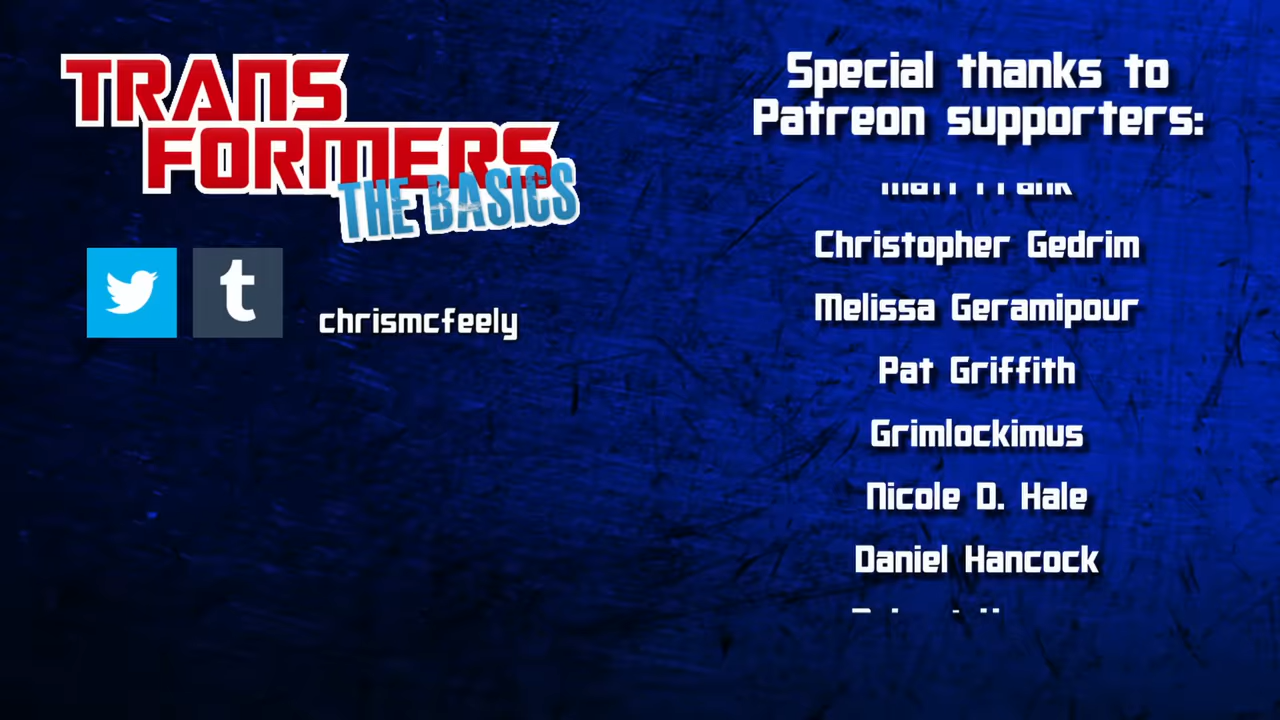 TRANS
FORMERS
THE BASICS
chrismcfeely
Special thanks to
Patreon supporters:
Christopher Gedrim
Melissa Geramipour
Pat Griffith
Grimlockimus
Nicole D. Hale
Daniel Hancock